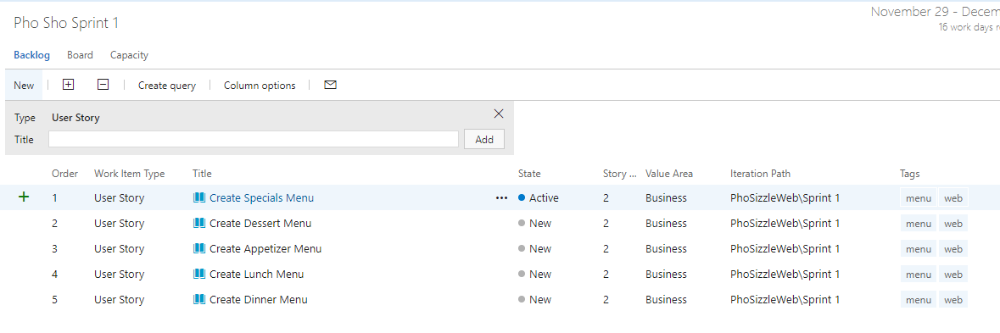 Pho Sho Sprint 1
November 29 - Decem
16 work days re
Backlog Board Capacity
New Create query Column options
Type User Story
Title Add
Order Work Item Type Title State Story ... Value Area Iteration Path Tags
1 User Story Create Specials Menu ... Active 2 Business PhoSizzleWeb\Sprint 1 menu web
2 User Story Create Dessert Menu New 2 Business PhoSizzleWeb\Sprint 1 menu web
3 User Story Create Appetizer Menu New 2 Business PhoSizzleWeb\Sprint 1 menu web
4 User Story Create Lunch Menu New 2 Business PhoSizzleWeb\Sprint 1 menu web
5 User Story Create Dinner Menu New 2 Business PhoSizzleWeb\Sprint 1 menu web